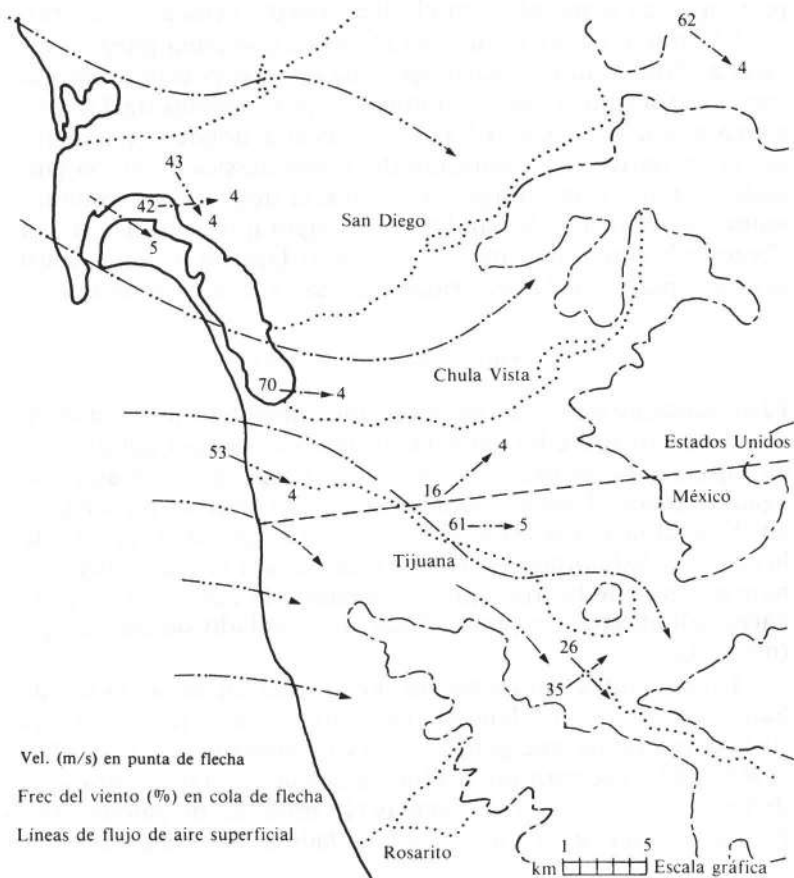 62
4
43
42
4
4
5
San Diego
Chula Vista
70
4
53
4
Estados Unidos
16
4
México
61
5
Tijuana
26
35
Vel. (m/s) en punta de flecha
Frec del viento (%) en cola de flecha
Líneas de flujo de aire superficial
Rosarito
1 5
km Escala gráfica